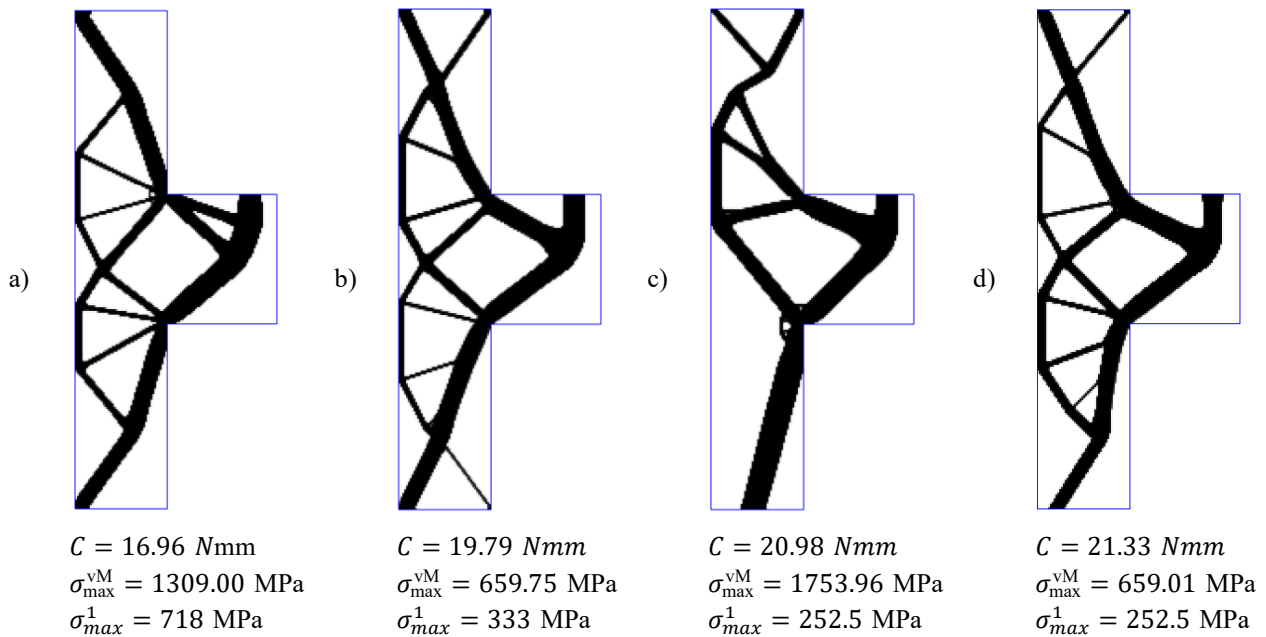 a)
b)
c)
d)
C = 16.96 Nmm
σ_max^vM = 1309.00 MPa
σ_max^1 = 718 MPa
C = 19.79 Nmm
σ_max^vM = 659.75 MPa
σ_max^1 = 333 MPa
C = 20.98 Nmm
σ_max^vM = 1753.96 MPa
σ_max^1 = 252.5 MPa
C = 21.33 Nmm
σ_max^vM = 659.01 MPa
σ_max^1 = 252.5 MPa